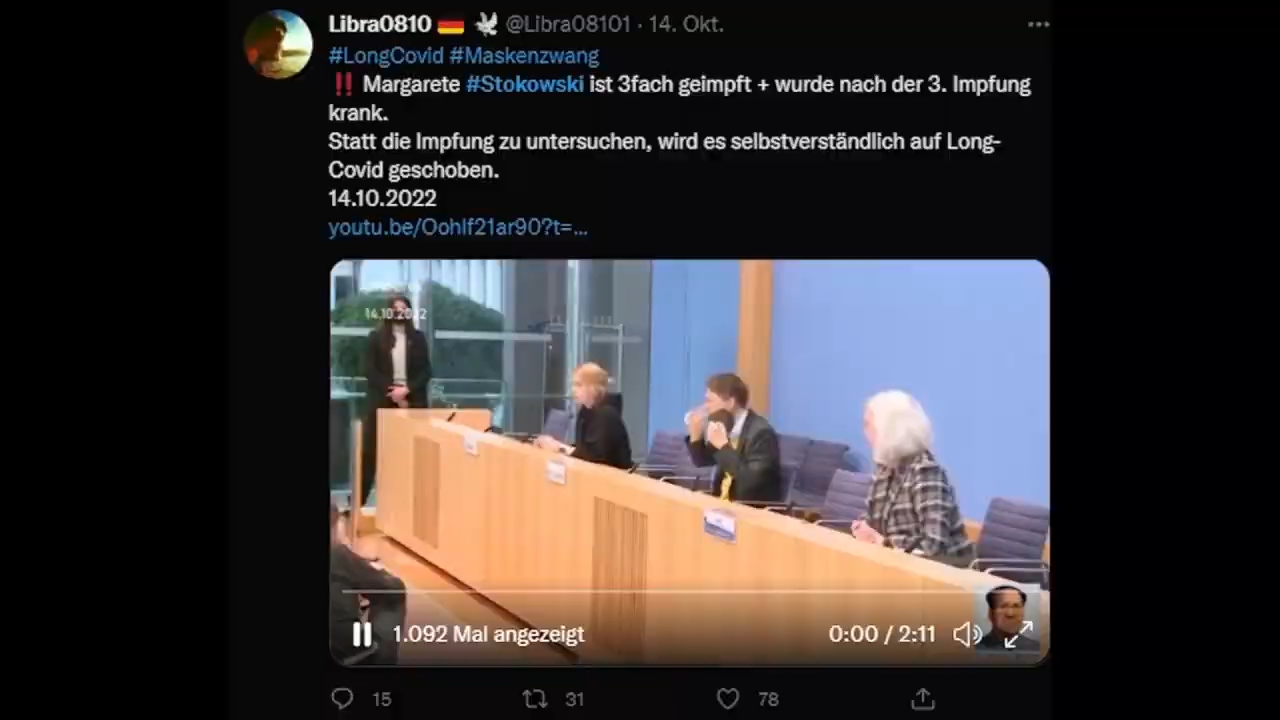 Libra0810 🇩🇪 🕊 @Libra08101 · 14. Okt.
#LongCovid #Maskenzwang
‼ Margarete #Stokowski ist 3fach geimpft + wurde nach der 3. Impfung
krank.
Statt die Impfung zu untersuchen, wird es selbstverständlich auf Long-
Covid geschoben.
14.10.2022
youtu.be/Oohlf21ar90?t=...
14.10.2022
1.092 Mal angezeigt
0:00 / 2:11
15
31
78